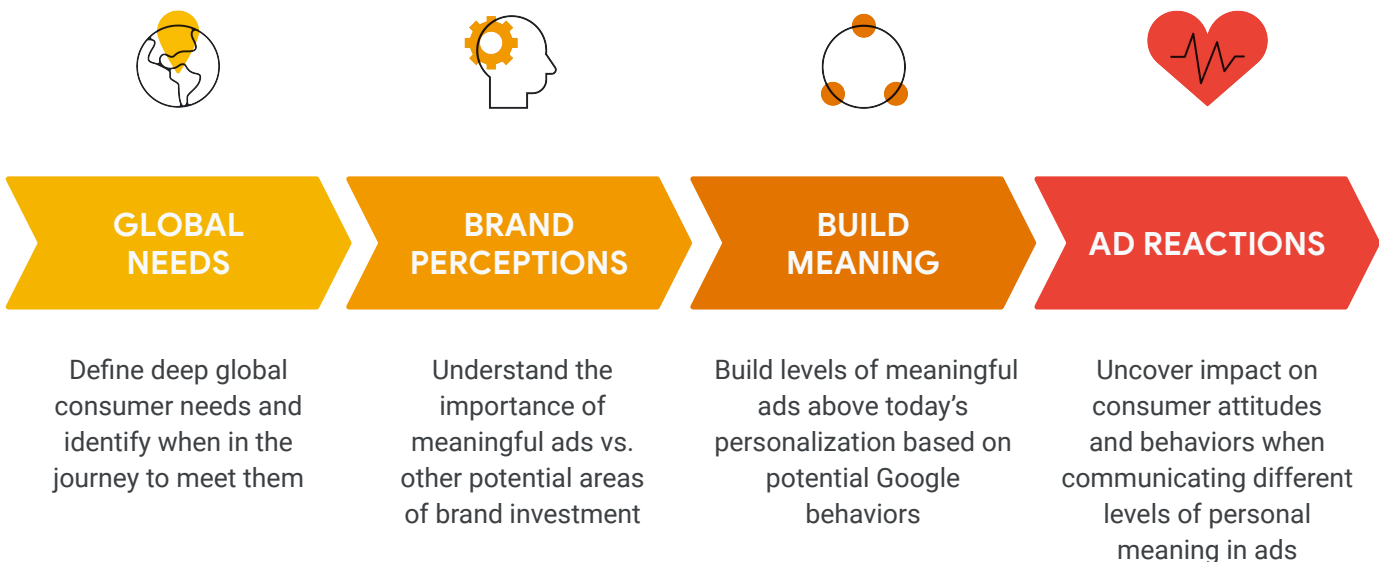 GLOBAL
NEEDS
BRAND
PERCEPTIONS
BUILD
MEANING
AD REACTIONS
Define deep global
consumer needs and
identify when in the
journey to meet them
Understand the
importance of
meaningful ads vs.
other potential areas
of brand investment
Build levels of meaningful
ads above today's
personalization based on
potential Google
behaviors
Uncover impact on
consumer attitudes
and behaviors when
communicating different
levels of personal
meaning in ads